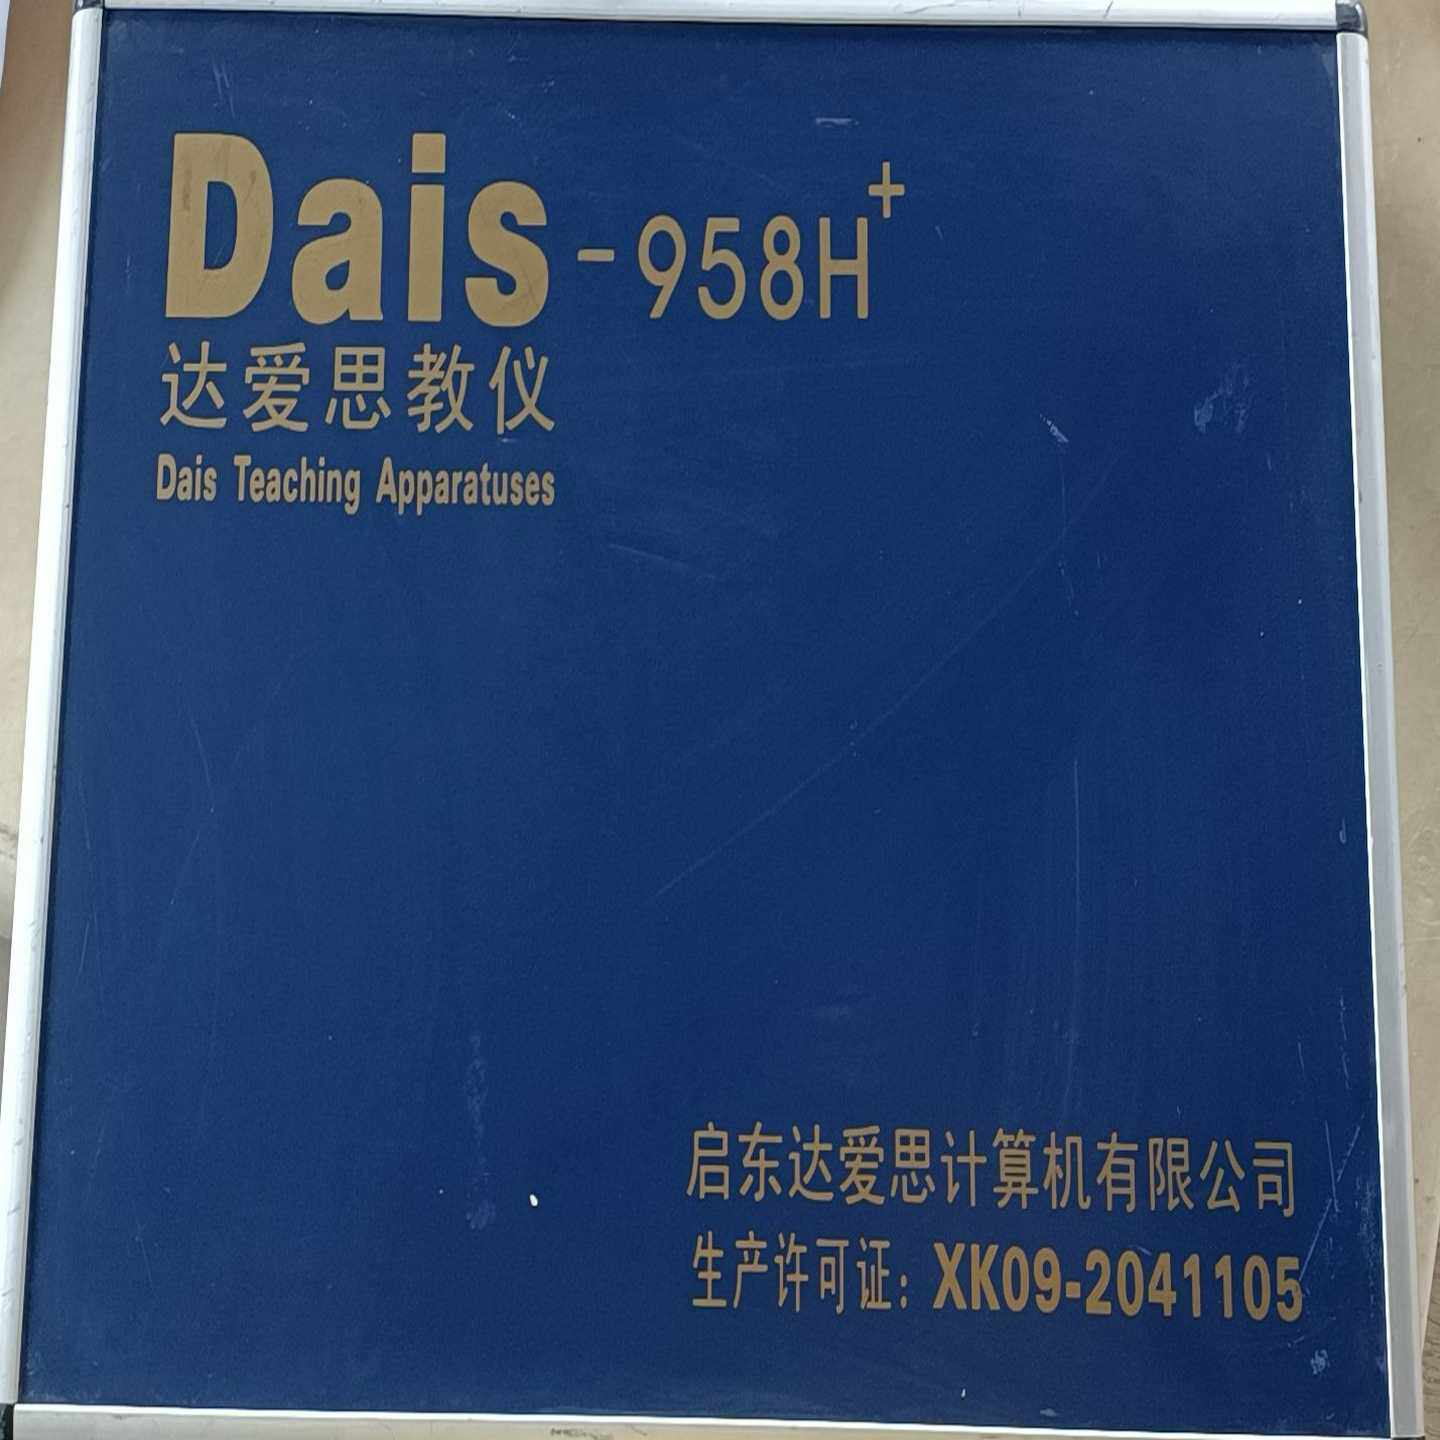 Dais-958H+
达爱思教仪
Dais Teaching Apparatuses
启东达爱思计算机有限公司
生产许可证：XK09-2041105